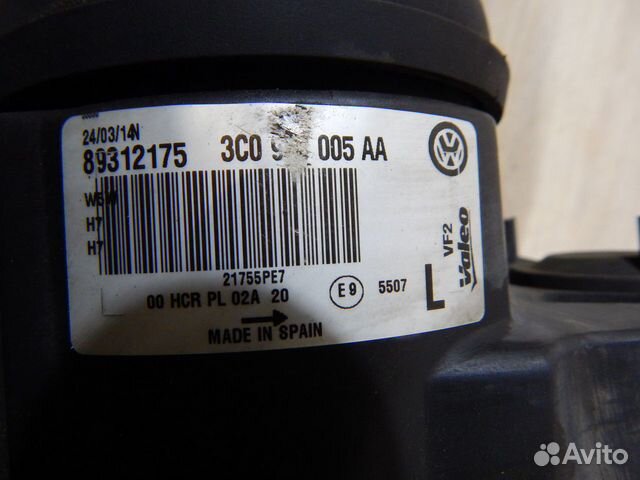 24/03/14N
89312175 3C0 005 AA
H7
H7
21755PE7
00 HCR PL 02A 20
E9 5507
MADE IN SPAIN
L
VF2
Valeo
Avito